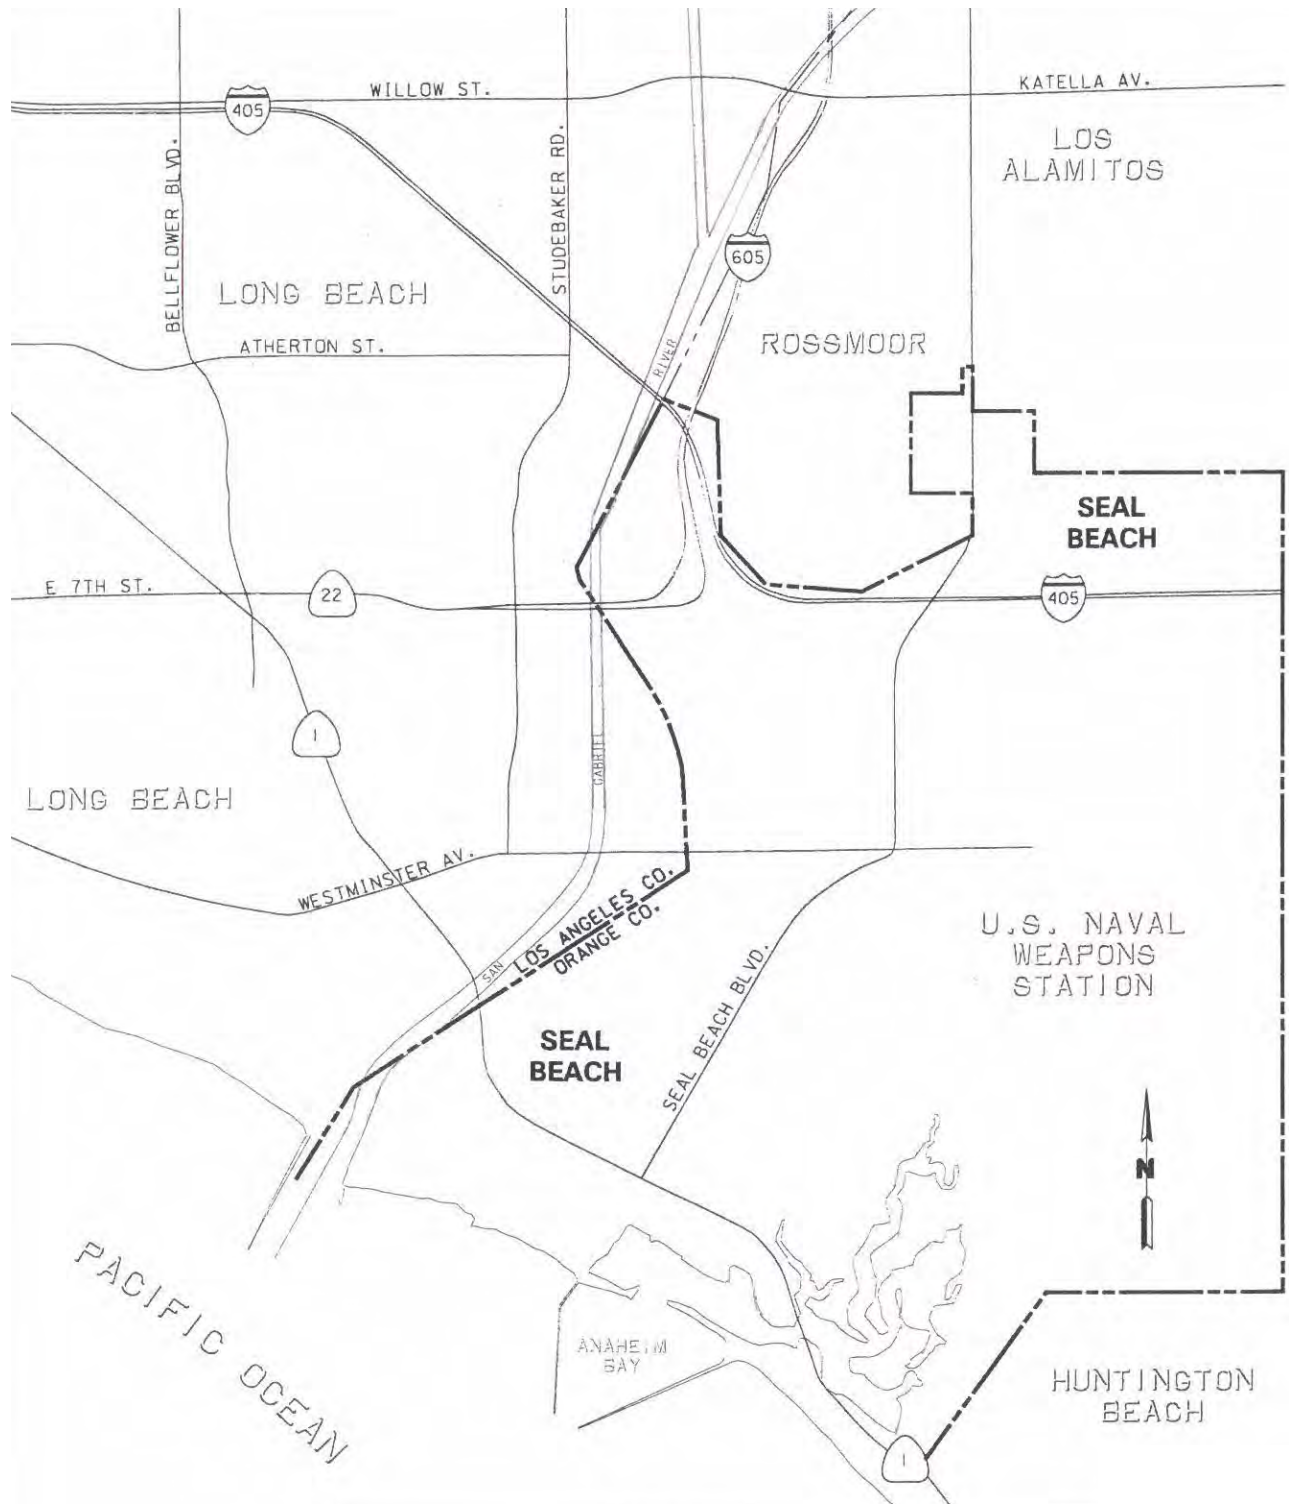 WILLOW ST.
KATELLA AV.
405
LOS
ALAMITOS
BELLFLOWER BLVD.
STUDEBAKER RD.
605
LONG BEACH
ATHERTON ST.
RIVER
ROSSMOOR
SEAL
BEACH
E 7TH ST.
22
405
1
GABRIEL
LONG BEACH
WESTMINSTER AV.
LOS ANGELES CO.
ORANGE CO.
SAN
U.S. NAVAL
WEAPONS
STATION
SEAL BEACH BLVD.
SEAL
BEACH
N
PACIFIC OCEAN
ANAHEIM
BAY
HUNTINGTON
BEACH
1